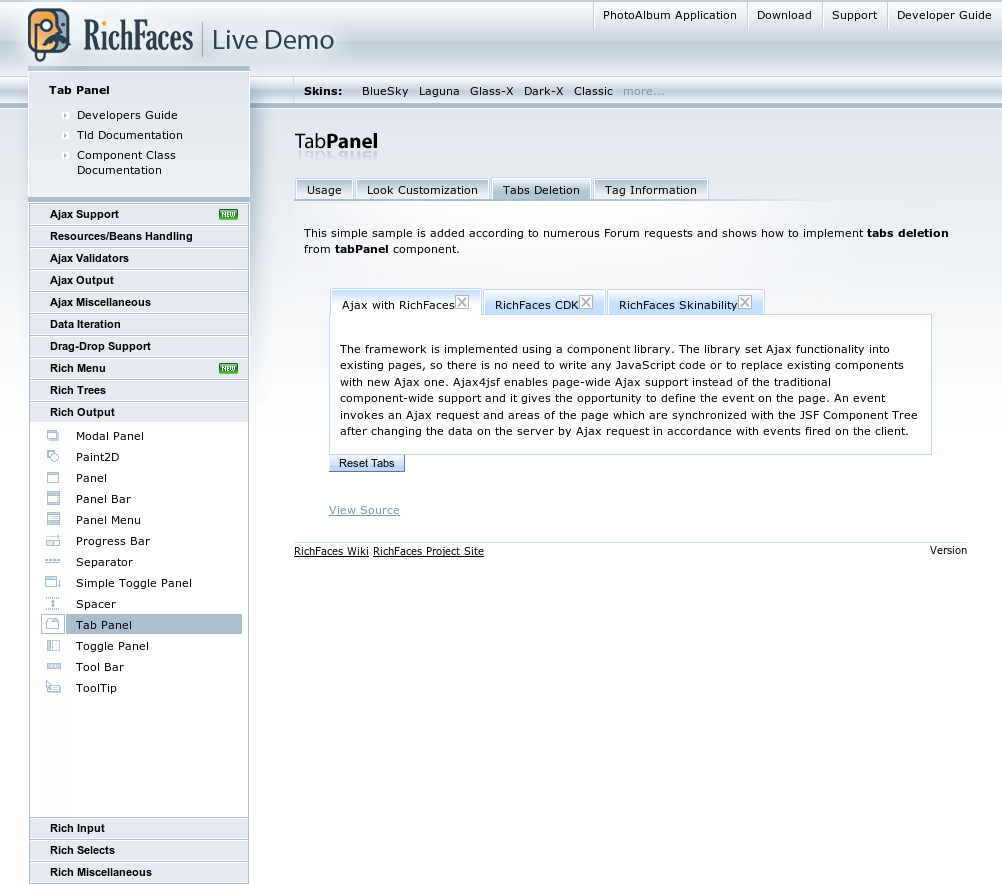 RichFaces Live Demo
PhotoAlbum Application
Download
Support
Developer Guide
Skins: BlueSky Laguna Glass-X Dark-X Classic more...
Tab Panel
Developers Guide
Tld Documentation
Component Class
Documentation
Ajax Support NEW
Resources/Beans Handling
Ajax Validators
Ajax Output
Ajax Miscellaneous
Data Iteration
Drag-Drop Support
Rich Menu NEW
Rich Trees
Rich Output
Modal Panel
Paint2D
Panel
Panel Bar
Panel Menu
Progress Bar
Separator
Simple Toggle Panel
Spacer
Tab Panel
Toggle Panel
Tool Bar
ToolTip
Rich Input
Rich Selects
Rich Miscellaneous
TabPanel
Usage
Look Customization
Tabs Deletion
Tag Information
This simple sample is added according to numerous Forum requests and shows how to implement tabs deletion
from tabPanel component.
Ajax with RichFaces
RichFaces CDK
RichFaces Skinability
The framework is implemented using a component library. The library set Ajax functionality into
existing pages, so there is no need to write any JavaScript code or to replace existing components
with new Ajax one. Ajax4jsf enables page-wide Ajax support instead of the traditional
component-wide support and it gives the opportunity to define the event on the page. An event
invokes an Ajax request and areas of the page which are synchronized with the JSF Component Tree
after changing the data on the server by Ajax request in accordance with events fired on the client.
Reset Tabs
View Source
RichFaces Wiki RichFaces Project Site
Version